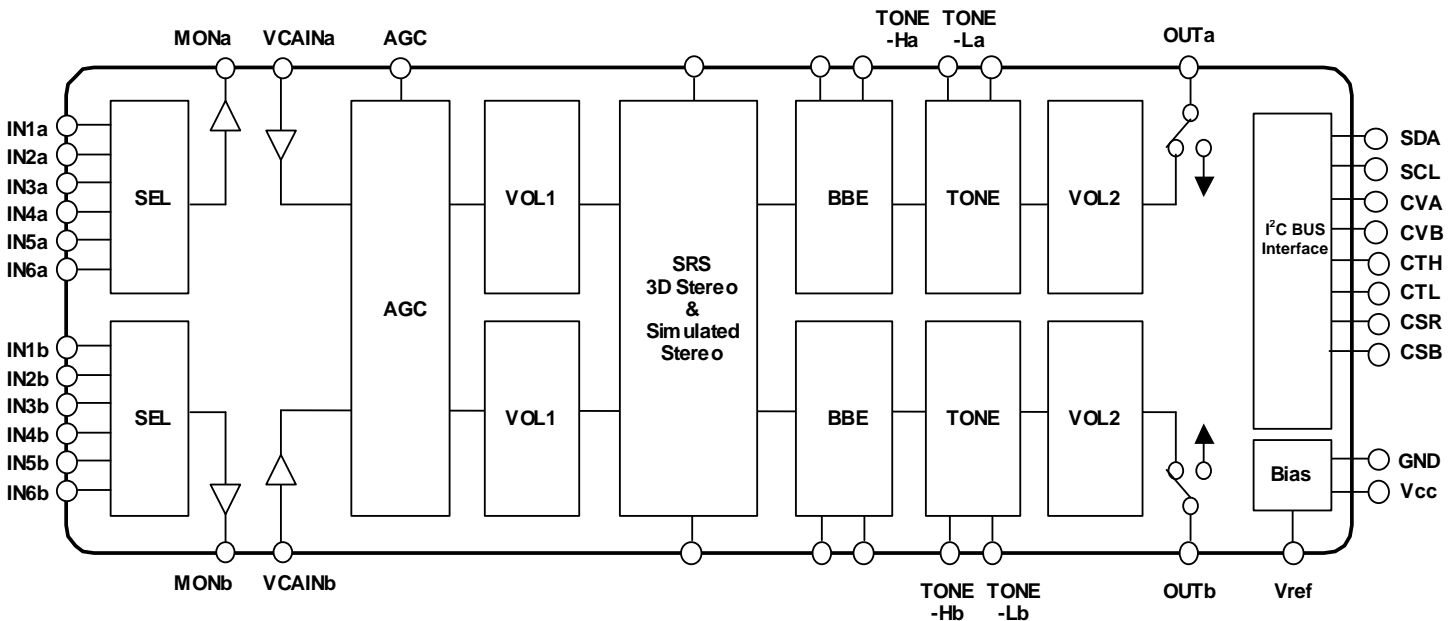 MONa VCAINa AGC TONE TONE OUTa
-Ha -La
IN1a
IN2a
IN3a
IN4a
IN5a
IN6a
SEL
VOL1
BBE
TONE
VOL2
AGC
SRS
3D Stereo
&
Simulated
Stereo
I²C BUS
Interface
SDA
SCL
CVA
CVB
CTH
CTL
CSR
CSB
IN1b
IN2b
IN3b
IN4b
IN5b
IN6b
SEL
VOL1
BBE
TONE
VOL2
Bias
GND
Vcc
MONb VCAINb TONE TONE OUTb Vref
-Hb -Lb